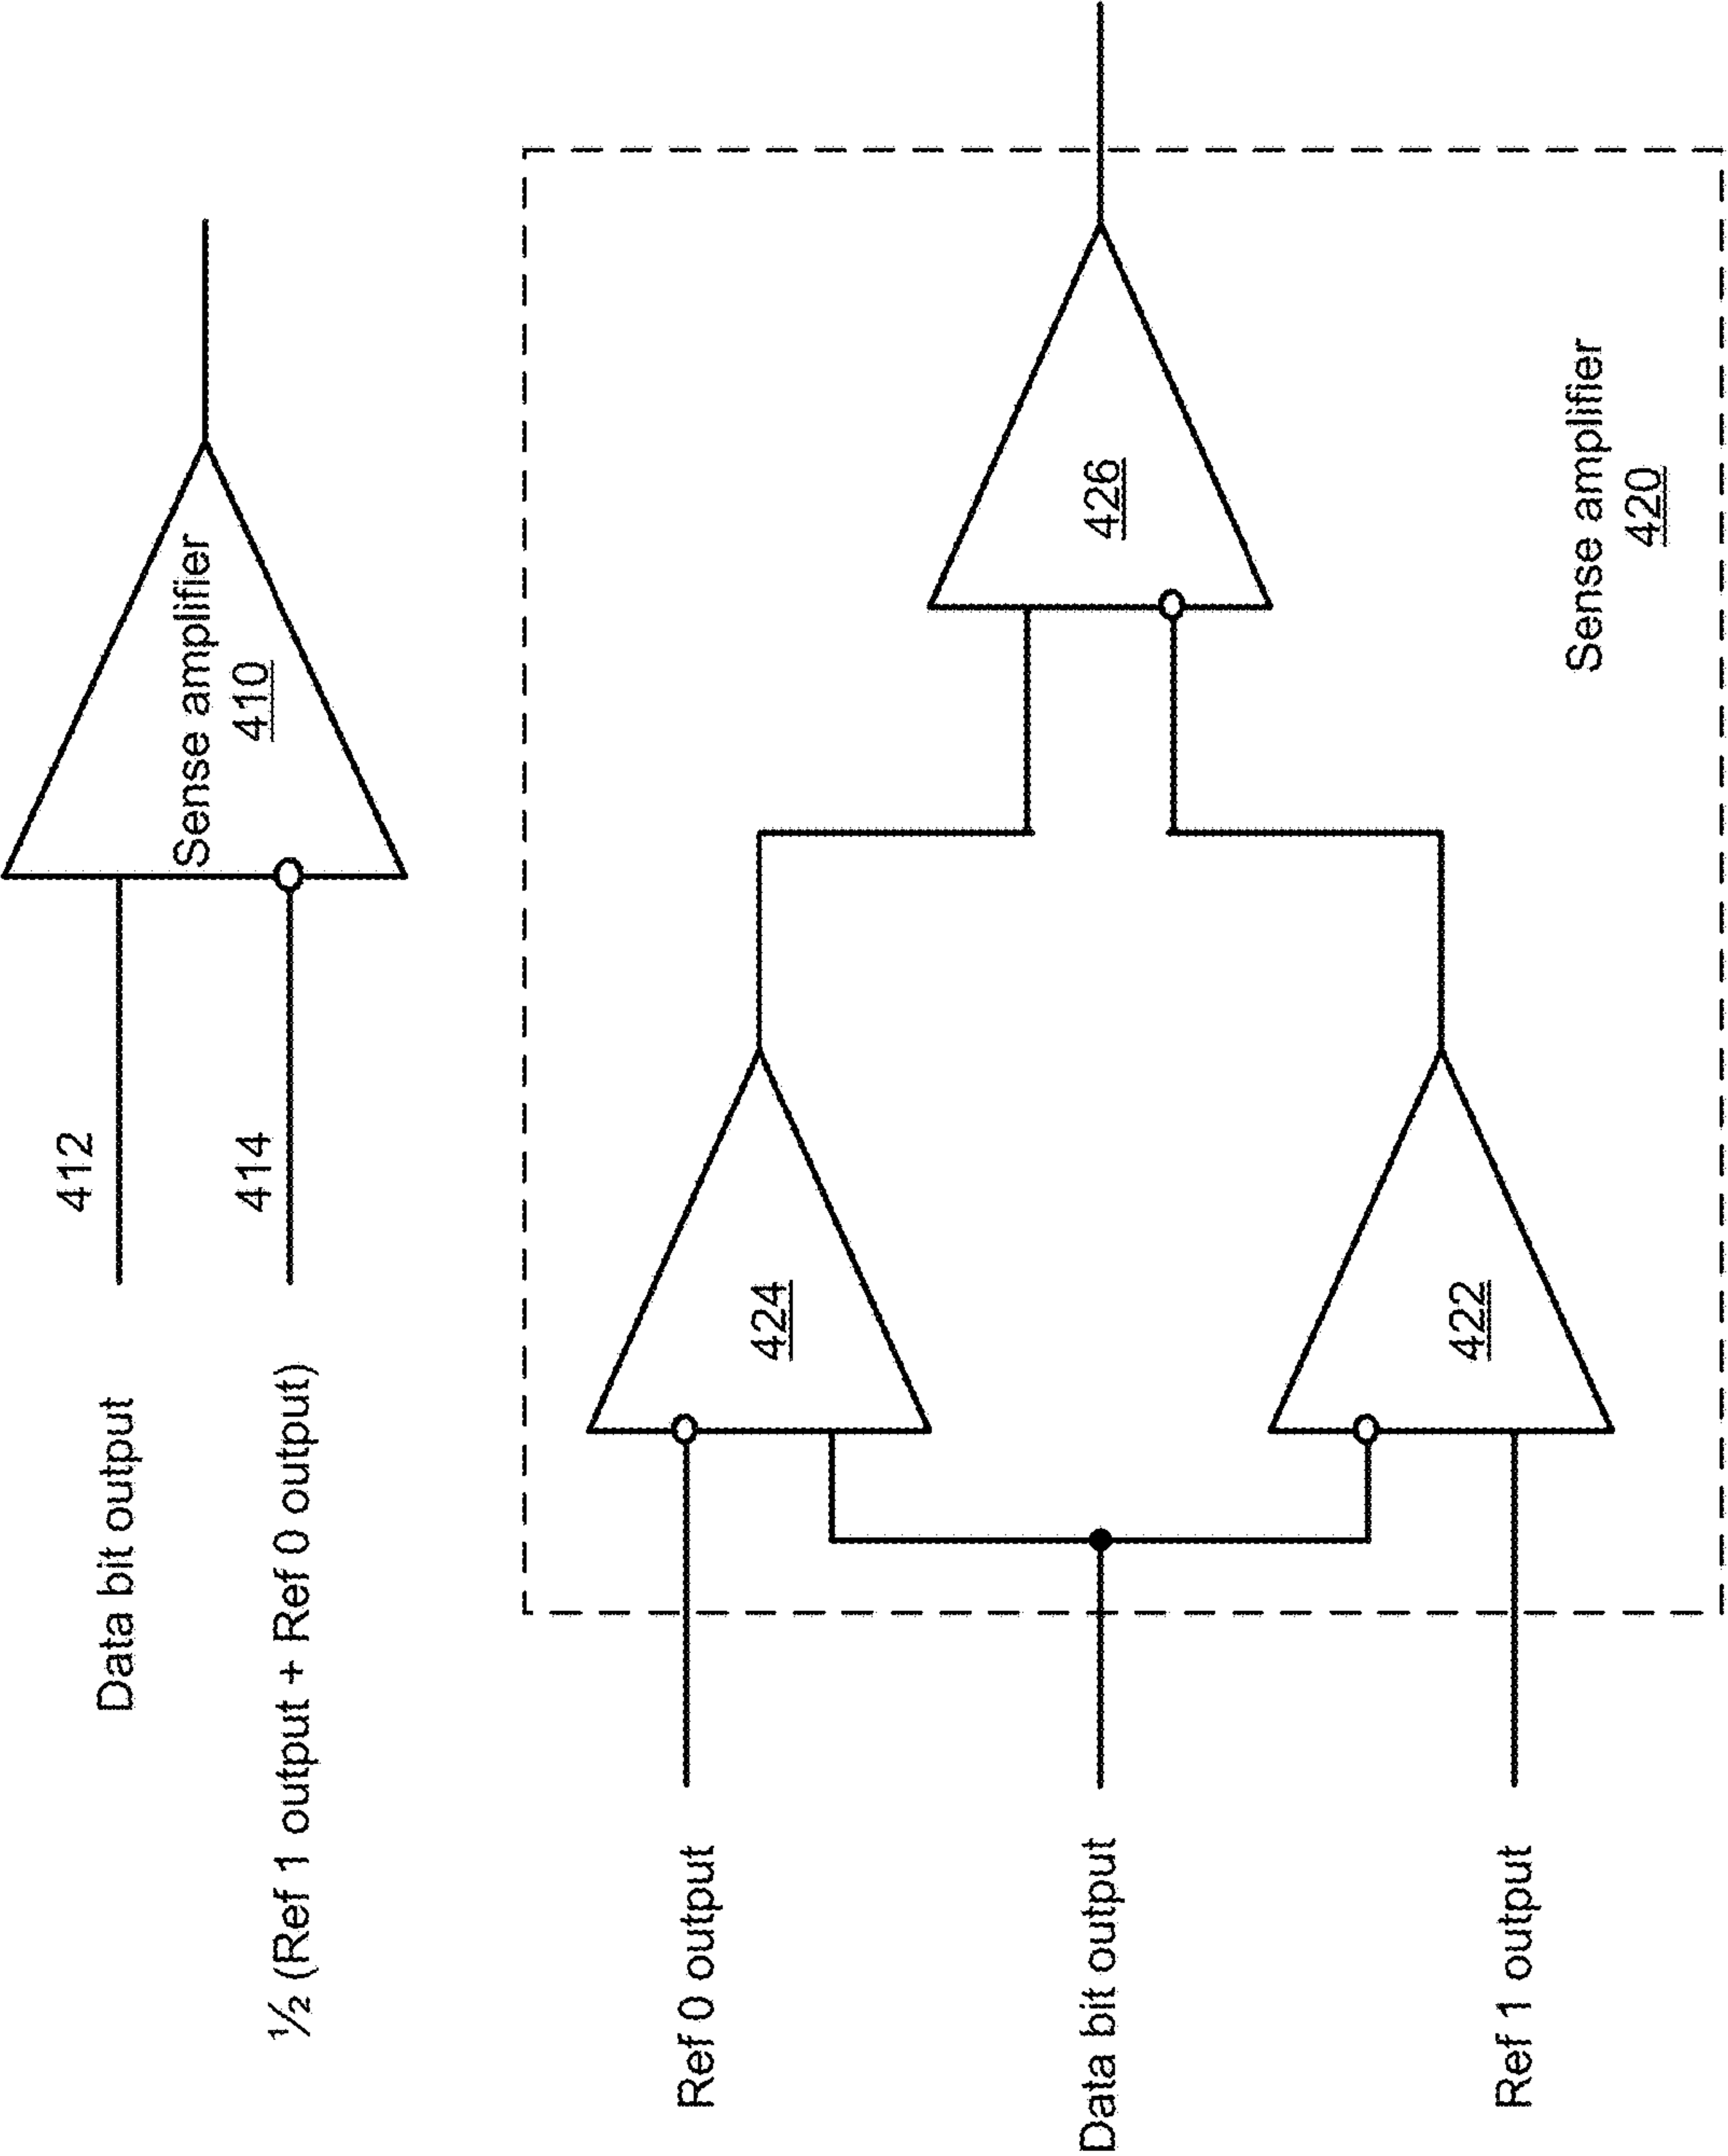 412
Data bit output
Sense amplifier
410
414
½ (Ref 1 output + Ref 0 output)
Ref 0 output
424
426
Data bit output
422
Ref 1 output
Sense amplifier
420